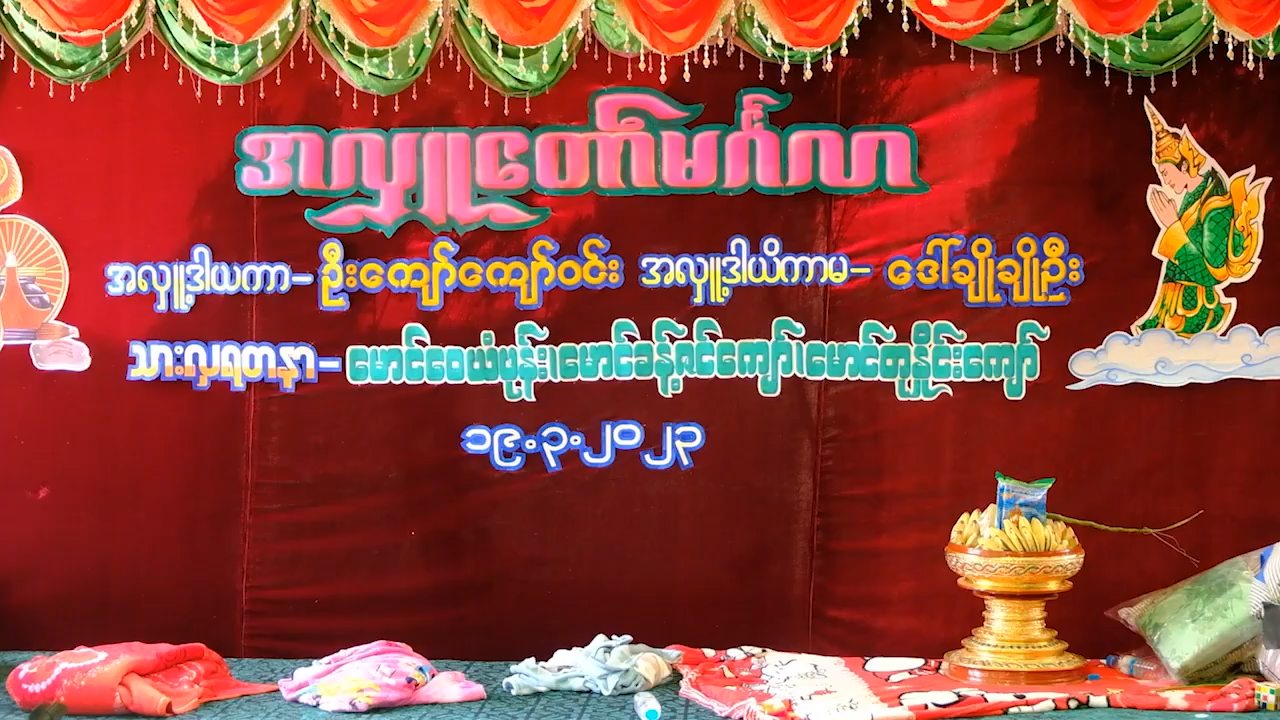 အလှူတော်မင်္ဂလာ
အလှူ့ဒါယကာ- ဦးကျော်ကျော်ဝင်း အလှူ့ဒါယိကာမ- ဒေါ်ချိုချိုဦး
သားလှရတနာ- မောင်ဝေယံဖုန်း၊မောင်ခန့်ဇင်ကျော်၊မောင်တုနှိုင်းကျော်
၁၉.၃.၂၀၂၃